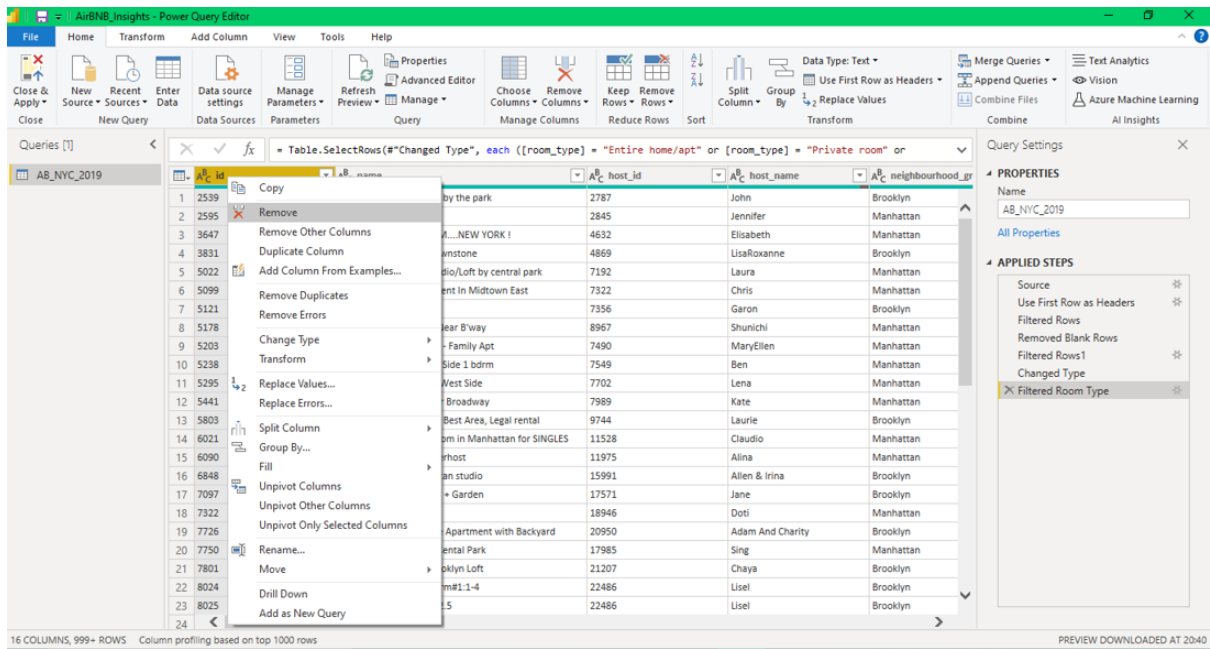 AirBNB_Insights - Power Query Editor
File Home Transform Add Column View Tools Help
Close & Apply
New Source
Recent Sources
Enter Data
Data source settings
Manage Parameters
Refresh Preview
Properties
Advanced Editor
Manage
Choose Columns
Remove Columns
Keep Rows
Remove Rows
Split Column
Group By
Data Type: Text
Use First Row as Headers
Replace Values
Merge Queries
Append Queries
Combine Files
Text Analytics
Vision
Azure Machine Learning
Close New Query Data Sources Parameters Query Manage Columns Reduce Rows Sort Transform Combine AI Insights
Queries [1]
AB_NYC_2019
fx = Table.SelectRows(#"Changed Type", each ([room_type] = "Entire home/apt" or [room_type] = "Private room" or
id name host_id host_name neighbourhood_gr
1 2539 by the park 2787 John Brooklyn
2 2595 2845 Jennifer Manhattan
3 3647 M....NEW YORK ! 4632 Elisabeth Manhattan
4 3831 wnstone 4869 LisaRoxanne Brooklyn
5 5022 dio/Loft by central park 7192 Laura Manhattan
6 5099 ent In Midtown East 7322 Chris Manhattan
7 5121 7356 Garon Brooklyn
8 5178 Near B'way 8967 Shunichi Manhattan
9 5203 - Family Apt 7490 MaryEllen Manhattan
10 5238 Side 1 bdrm 7549 Ben Manhattan
11 5295 West Side 7702 Lena Manhattan
12 5441 Broadway 7989 Kate Manhattan
13 5803 Best Area, Legal rental 9744 Laurie Brooklyn
14 6021 om in Manhattan for SINGLES 11528 Claudio Manhattan
15 6090 rhost 11975 Alina Manhattan
16 6848 an studio 15991 Allen & Irina Brooklyn
17 7097 + Garden 17571 Jane Brooklyn
18 7322 18946 Doti Manhattan
19 7726 Apartment with Backyard 20950 Adam And Charity Brooklyn
20 7750 ental Park 17985 Sing Manhattan
21 7801 oklyn Loft 21207 Chaya Brooklyn
22 8024 m#1:1-4 22486 Lisel Brooklyn
23 8025 2.5 22486 Lisel Brooklyn
24
Copy
Remove
Remove Other Columns
Duplicate Column
Add Column From Examples...
Remove Duplicates
Remove Errors
Change Type
Transform
Replace Values...
Replace Errors...
Split Column
Group By...
Fill
Unpivot Columns
Unpivot Other Columns
Unpivot Only Selected Columns
Rename...
Move
Drill Down
Add as New Query
Query Settings
PROPERTIES
Name
AB_NYC_2019
All Properties
APPLIED STEPS
Source
Use First Row as Headers
Filtered Rows
Removed Blank Rows
Filtered Rows1
Changed Type
Filtered Room Type
16 COLUMNS, 999+ ROWS Column profiling based on top 1000 rows PREVIEW DOWNLOADED AT 20:40